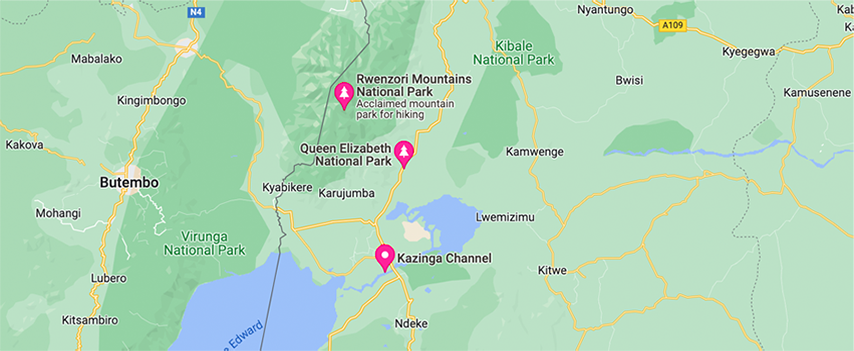 N4
Nyantungo
A109
Kibale
National Park
Kyegegwa
Mabalako
Rwenzori Mountains
National Park
Acclaimed mountain
park for hiking
Bwisi
Kamusenene
Kingimbongo
Kakova
Queen Elizabeth
National Park
Kamwenge
Butembo
Kyabikere
Karujumba
Mohangi
Lwemizimu
Virunga
National Park
Kazinga Channel
Lubero
Kitwe
Kitsambiro
Edward
Ndeke